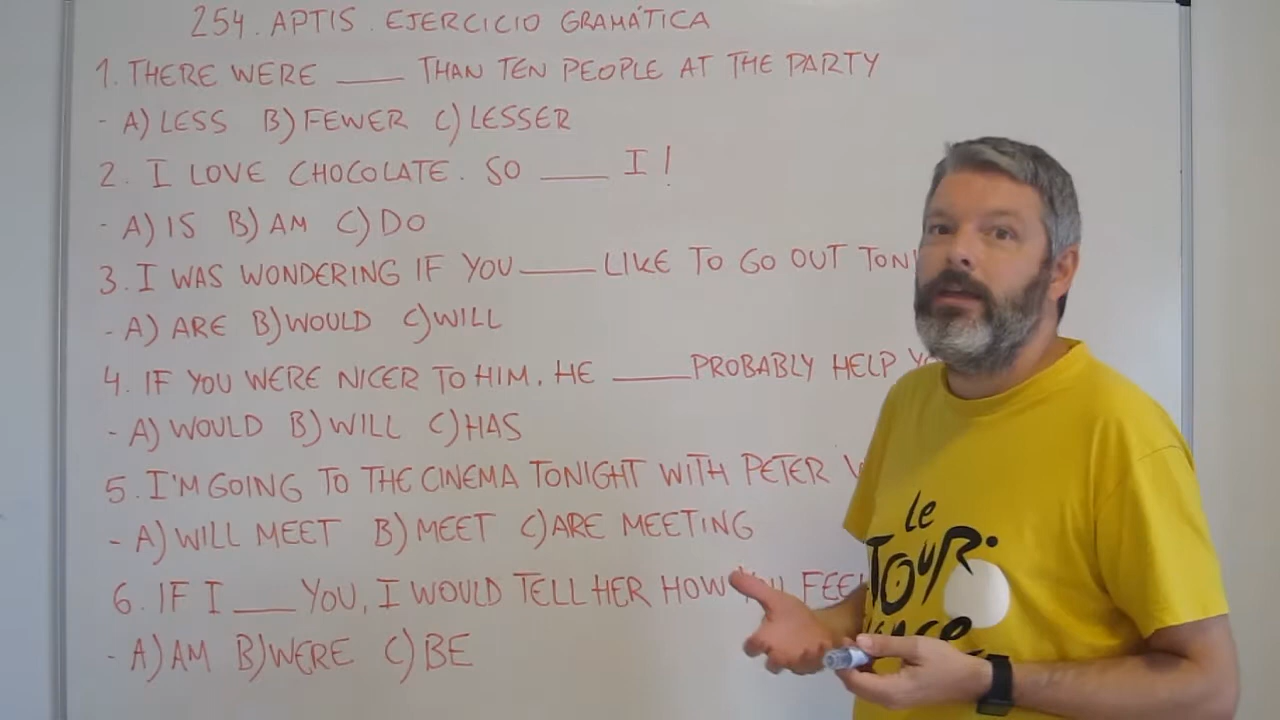 254. APTIS. EJERCICIO GRAMÁTICA
1. THERE WERE ____ THAN TEN PEOPLE AT THE PARTY
- A) LESS B) FEWER C) LESSER
2. I LOVE CHOCOLATE. SO ____ I!
- A) IS B) AM C) DO
3. I WAS WONDERING IF YOU ____ LIKE TO GO OUT
- A) ARE B) WOULD C) WILL
4. IF YOU WERE NICER TO HIM, HE ____ PROBABLY HELP
- A) WOULD B) WILL C) HAS
5. I'M GOING TO THE CINEMA TONIGHT WITH PETER
- A) WILL MEET B) MEET C) ARE MEETING
6. IF I ____ YOU, I WOULD TELL HER HOW YOU
- A) AM B) WERE C) BE
Le
TOUR